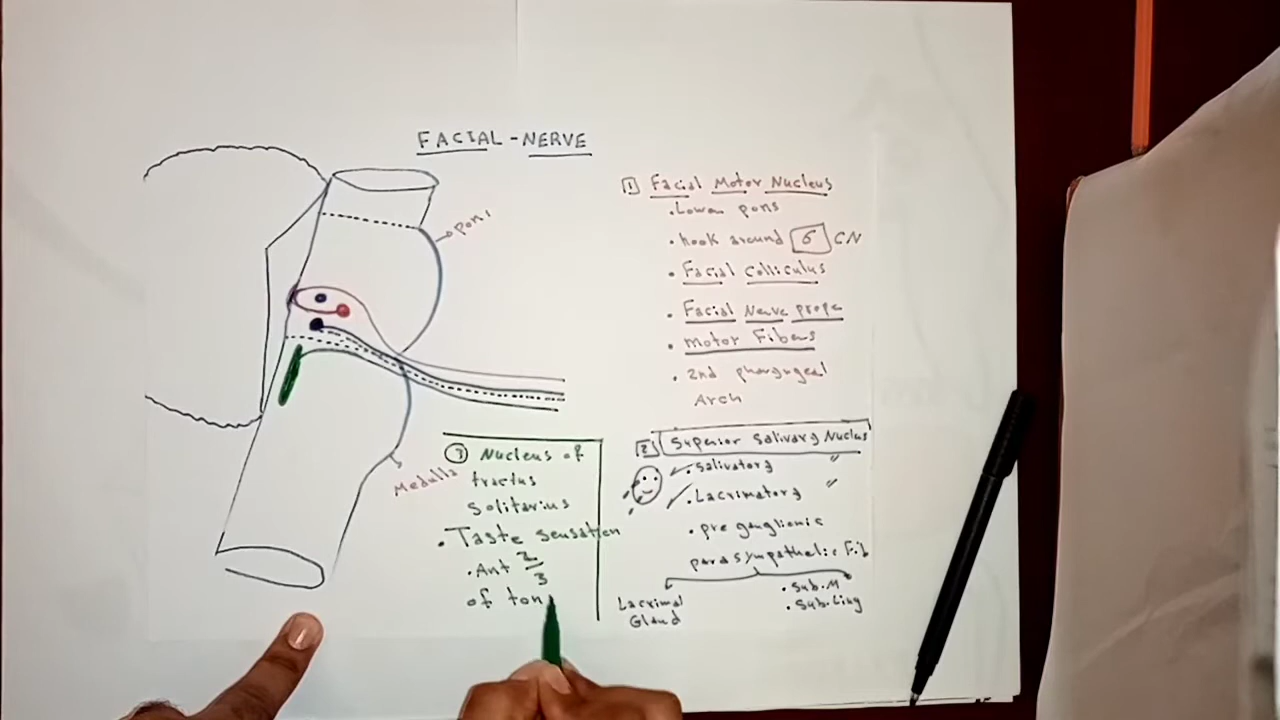 FACIAL-NERVE
Pons
Medulla
1 Facial Motor Nucleus
• Lower pons
• hook around 6 CN
• Facial colliculus
• Facial Nerve prope
Motor Fibers
• 2nd pharyngeal
Arch
2 Superior Salivary Nucleus
• Salivatory "
• Lacrimatory "
• pre ganglionic
parasympathetic Fib
Lacrimal
Gland
• Sub.M
• Sub.Ling
3 Nucleus of
tractus
Solitarius
• Taste sensation
• Ant 2/3
of ton